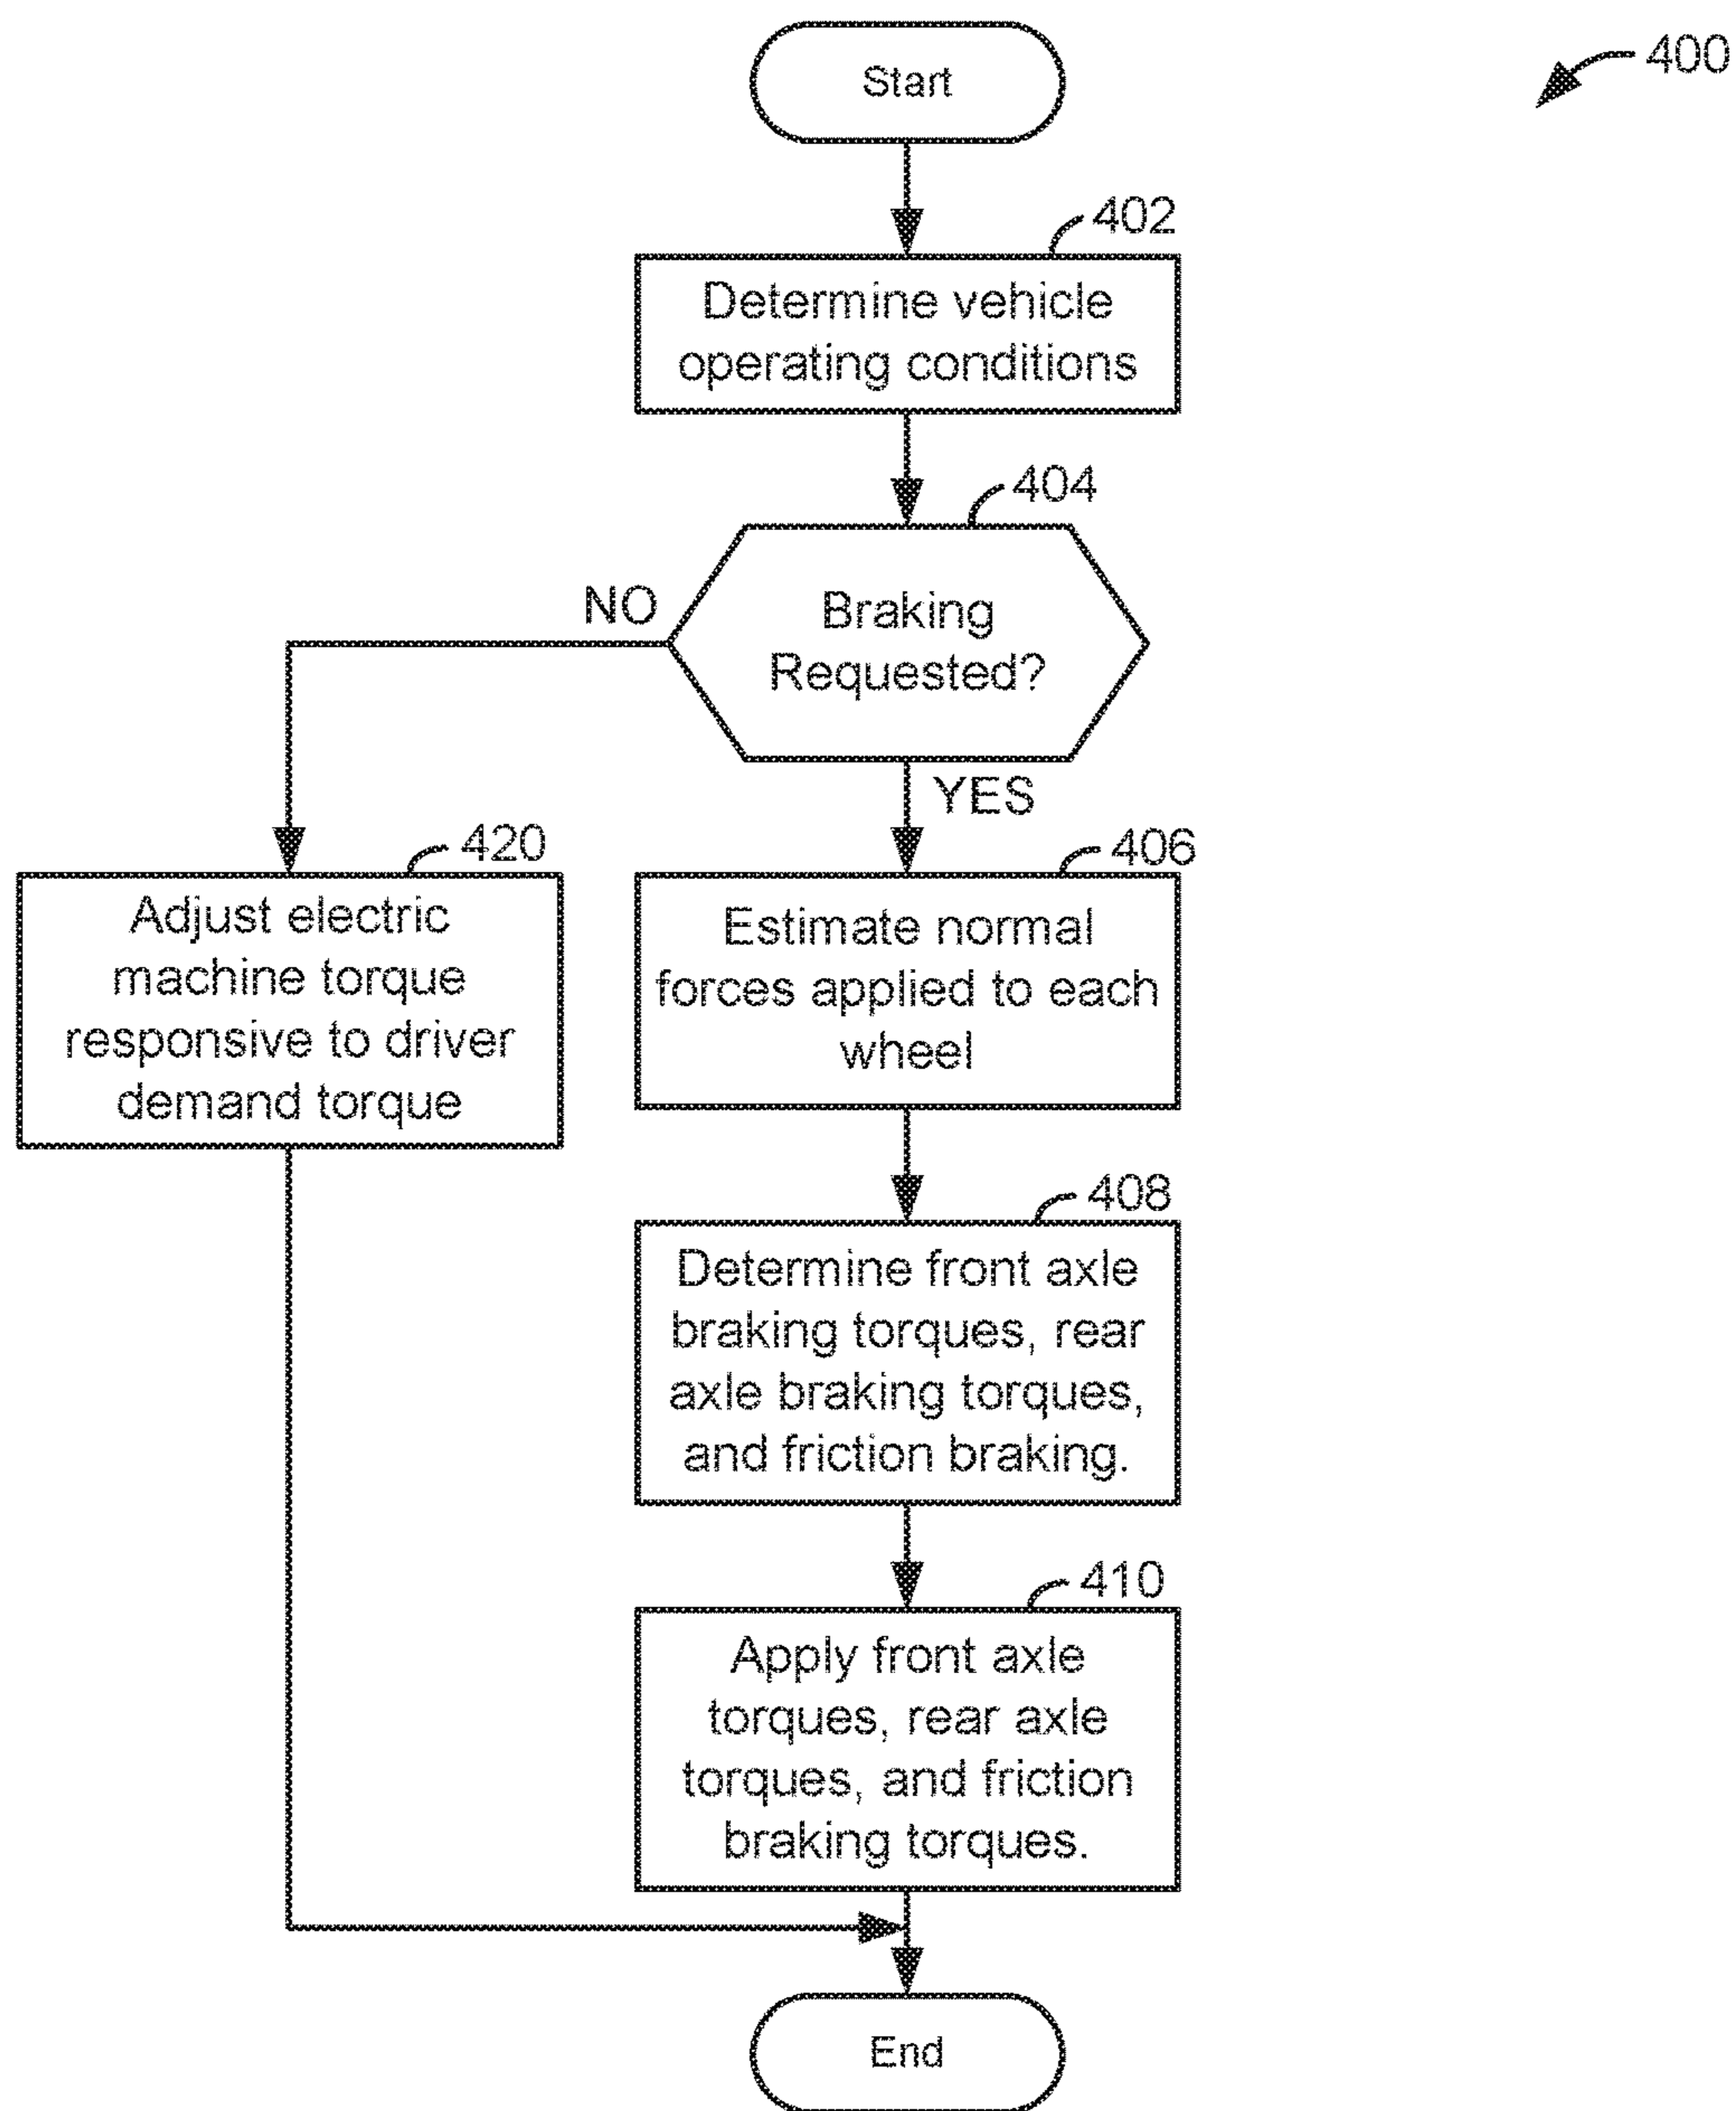 Start
400
402
Determine vehicle
operating conditions
404
NO
Braking
Requested?
YES
420
Adjust electric
machine torque
responsive to driver
demand torque
406
Estimate normal
forces applied to each
wheel
408
Determine front axle
braking torques, rear
axle braking torques,
and friction braking.
410
Apply front axle
torques, rear axle
torques, and friction
braking torques.
End